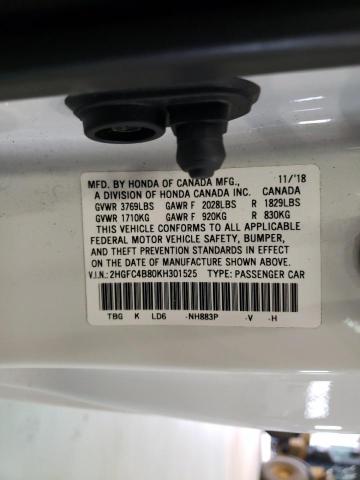 MFD. BY HONDA OF CANADA MFG., 11/'18
A DIVISION OF HONDA CANADA INC. CANADA
GVWR 3769LBS GAWR F 2028LBS R 1829LBS
GVWR 1710KG GAWR F 920KG R 830KG
THIS VEHICLE CONFORMS TO ALL APPLICABLE
FEDERAL MOTOR VEHICLE SAFETY, BUMPER,
AND THEFT PREVENTION STANDARDS IN EFFECT
ON THE DATE OF MANUFACTURE SHOWN ABOVE.
V.I.N.: 2HGFC4B80KH301525 TYPE: PASSENGER CAR
TBG K LD6 -NH883P -V -H